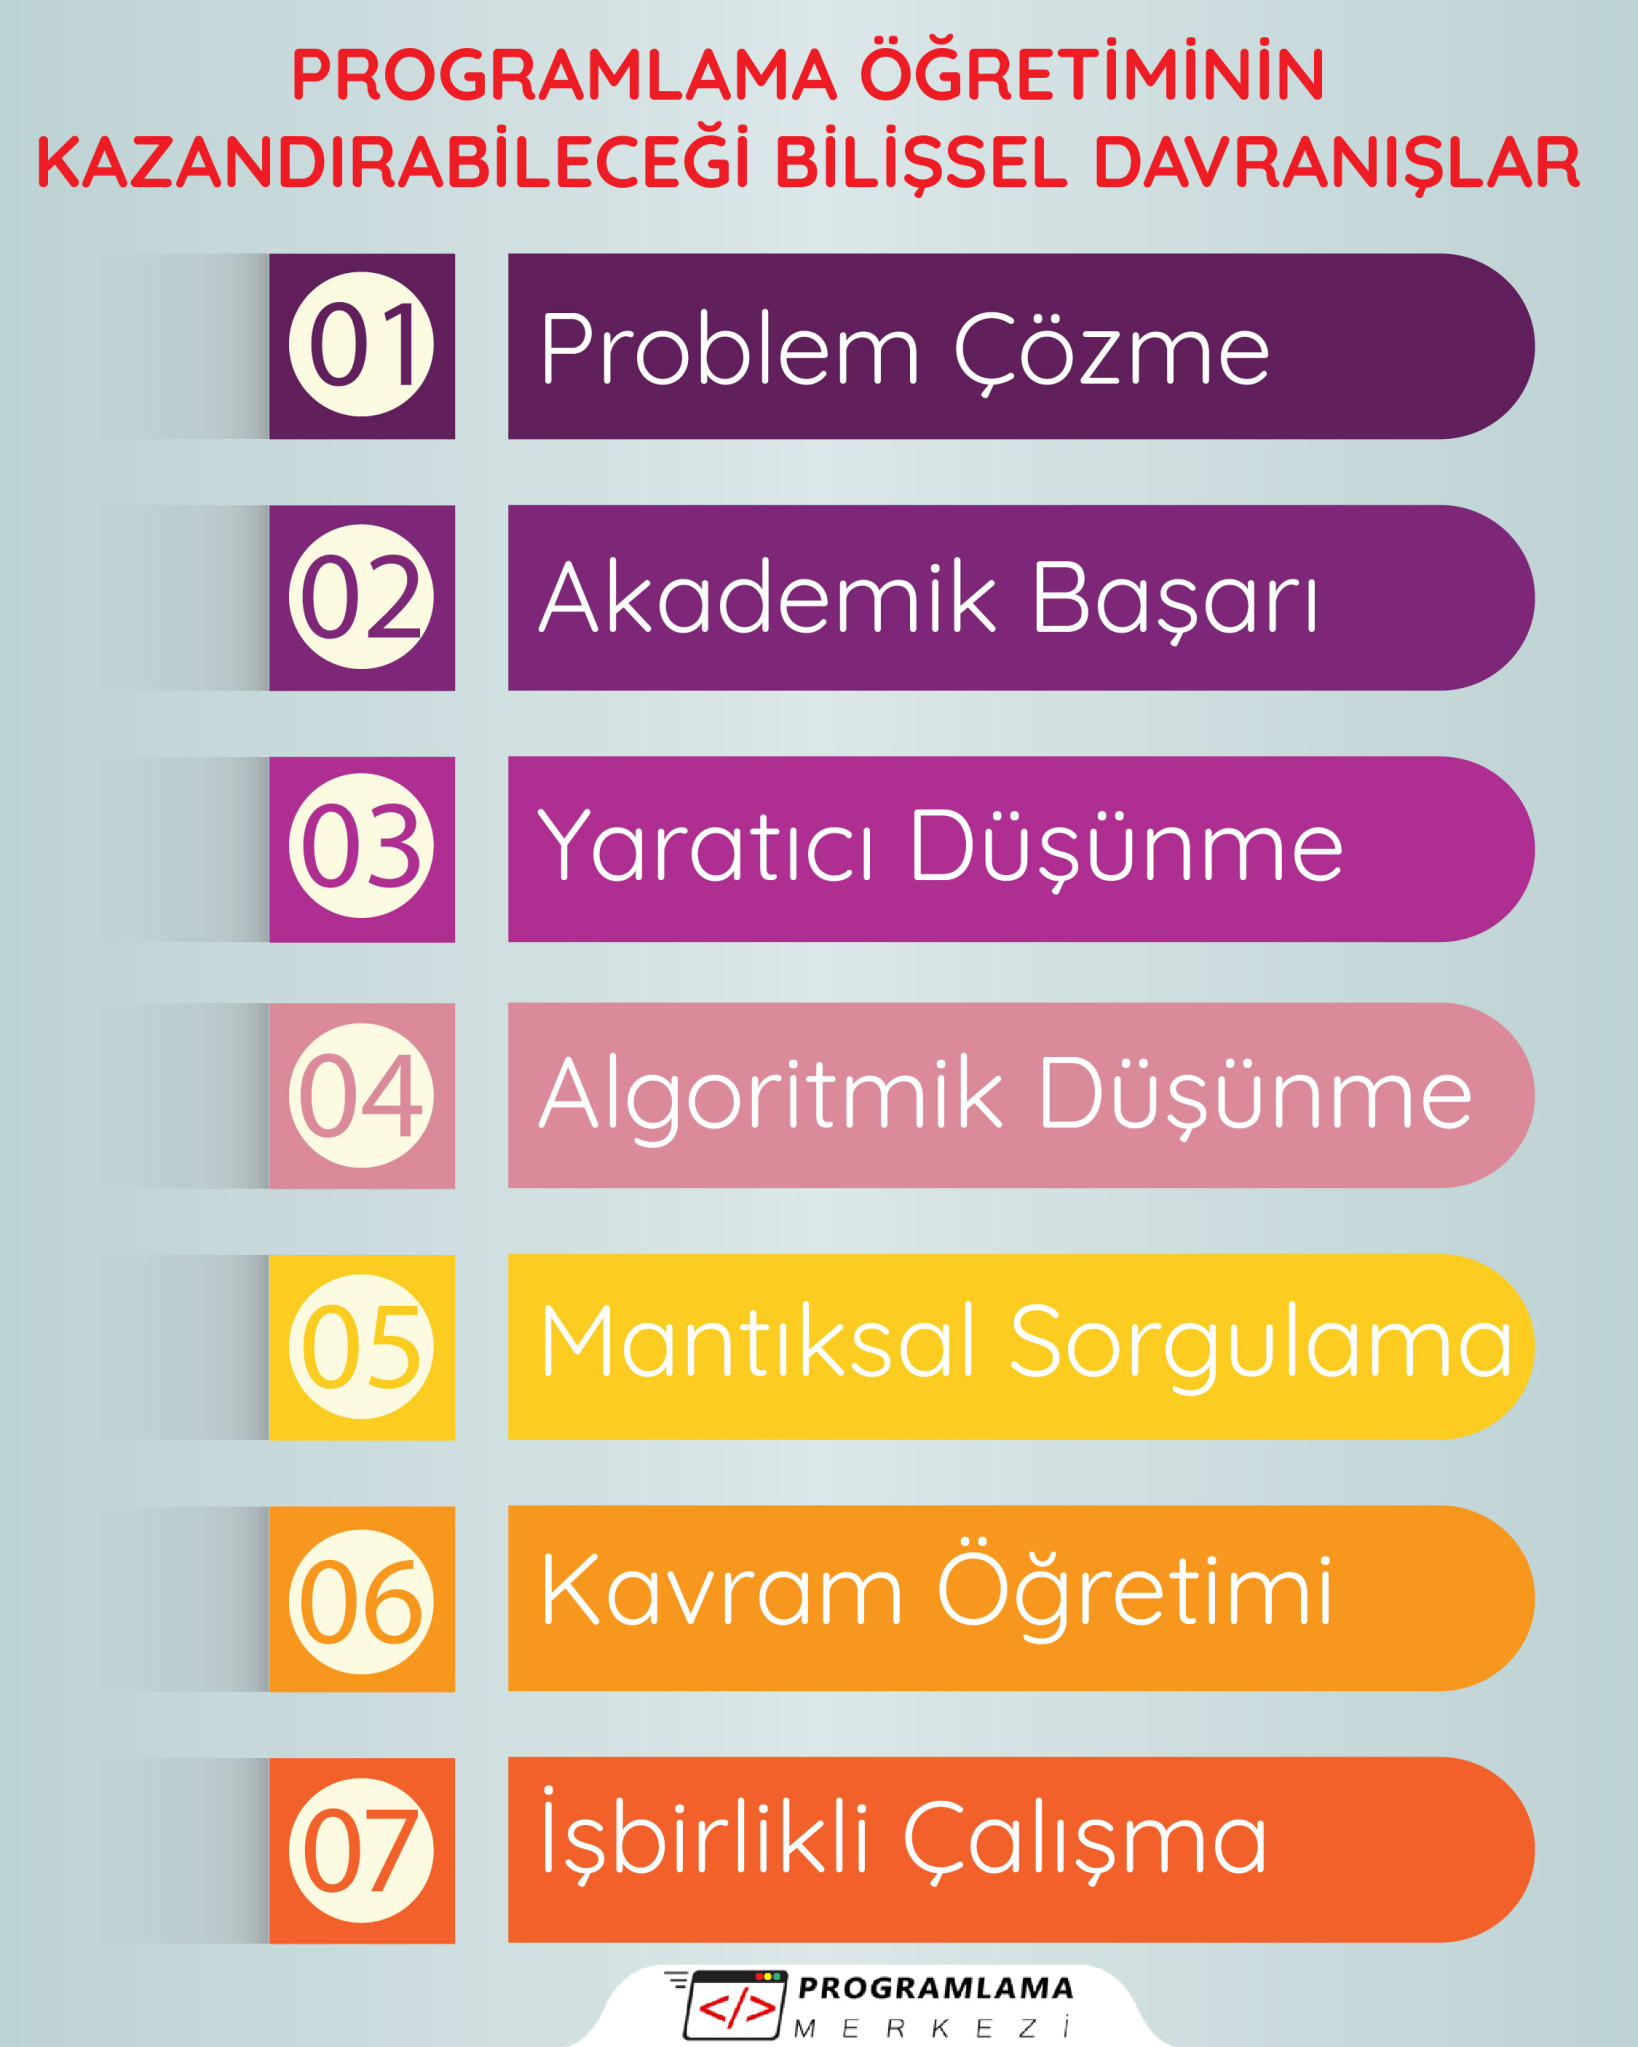 PROGRAMLAMA ÖĞRETİMİNİN
KAZANDIRABİLECEĞİ BİLİŞSEL DAVRANIŞLAR
01 Problem Çözme
02 Akademik Başarı
03 Yaratıcı Düşünme
04 Algoritmik Düşünme
05 Mantıksal Sorgulama
06 Kavram Öğretimi
07 İşbirlikli Çalışma
</> PROGRAMLAMA
MERKEZİ